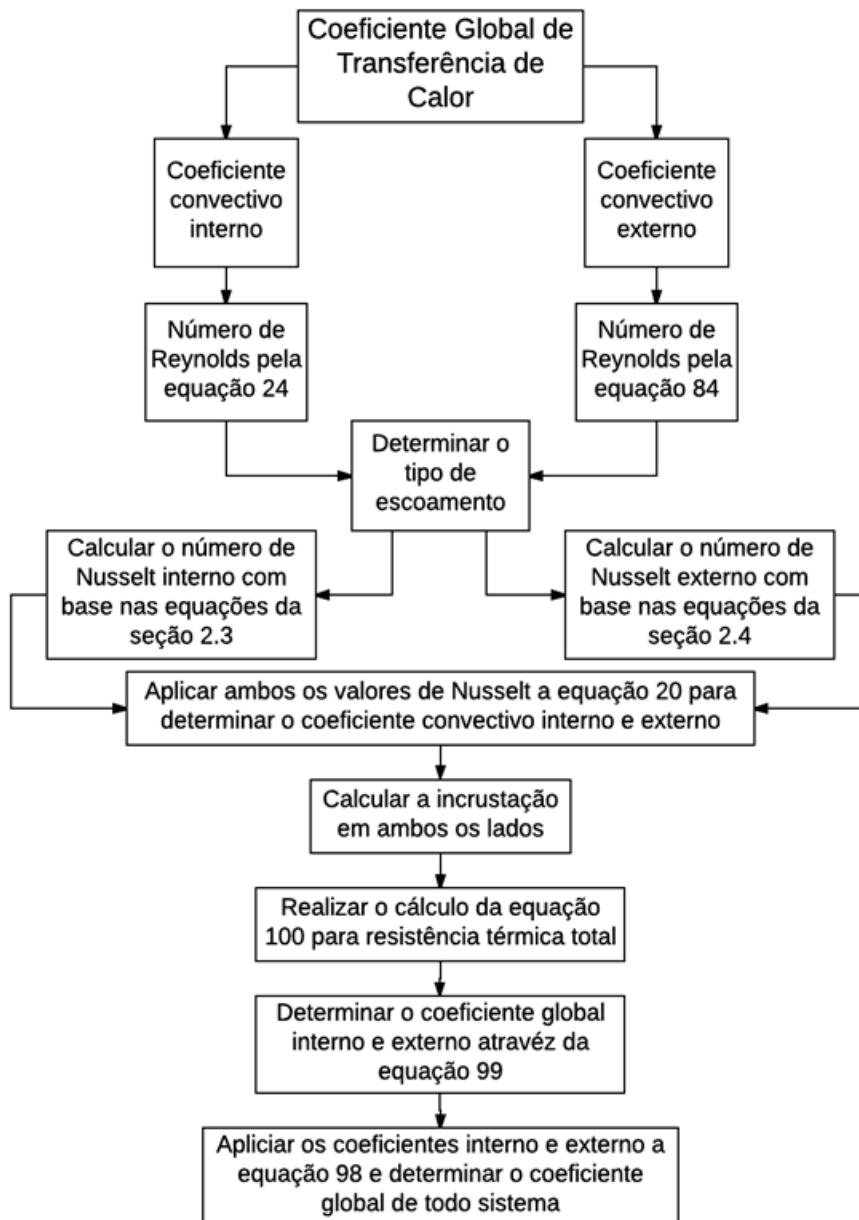 Coeficiente Global de
Transferência de
Calor
Coeficiente
convectivo
interno
Coeficiente
convectivo
externo
Número de
Reynolds pela
equação 24
Número de
Reynolds pela
equação 84
Determinar o
tipo de
escoamento
Calcular o número de
Nusselt interno com
base nas equações da
seção 2.3
Calcular o número de
Nusselt externo com
base nas equações da
seção 2.4
Aplicar ambos os valores de Nusselt a equação 20 para
determinar o coeficiente convectivo interno e externo
Calcular a incrustação
em ambos os lados
Realizar o cálculo da equação
100 para resistência térmica total
Determinar o coeficiente global
interno e externo atravéz da
equação 99
Apliciar os coeficientes interno e externo a
equação 98 e determinar o coeficiente
global de todo sistema